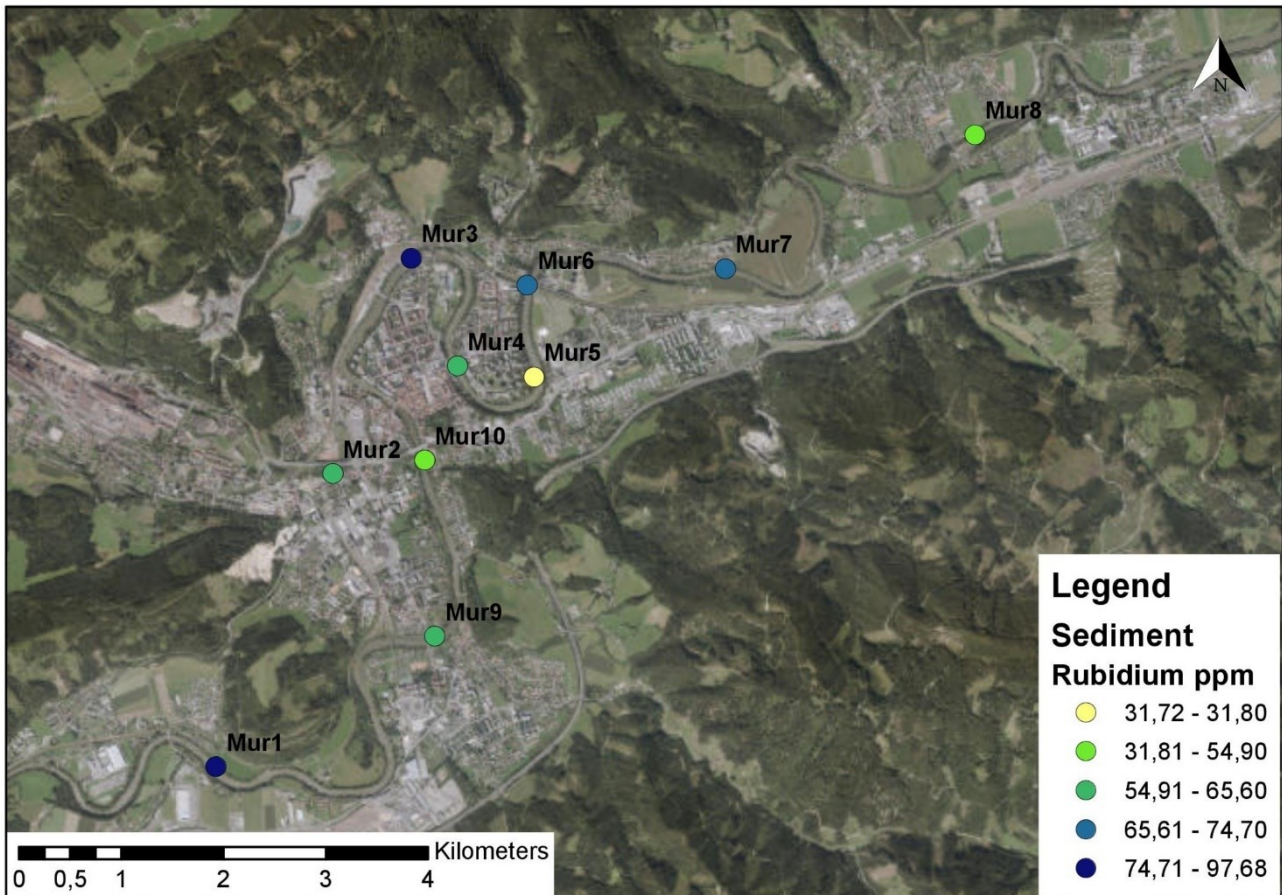 N
Mur8
Mur3
Mur7
Mur6
Mur4
Mur5
Mur10
Mur2
Mur9
Mur1
Legend
Sediment
Rubidium ppm
31,72 - 31,80
31,81 - 54,90
54,91 - 65,60
65,61 - 74,70
74,71 - 97,68
Kilometers
0 0,5 1 2 3 4